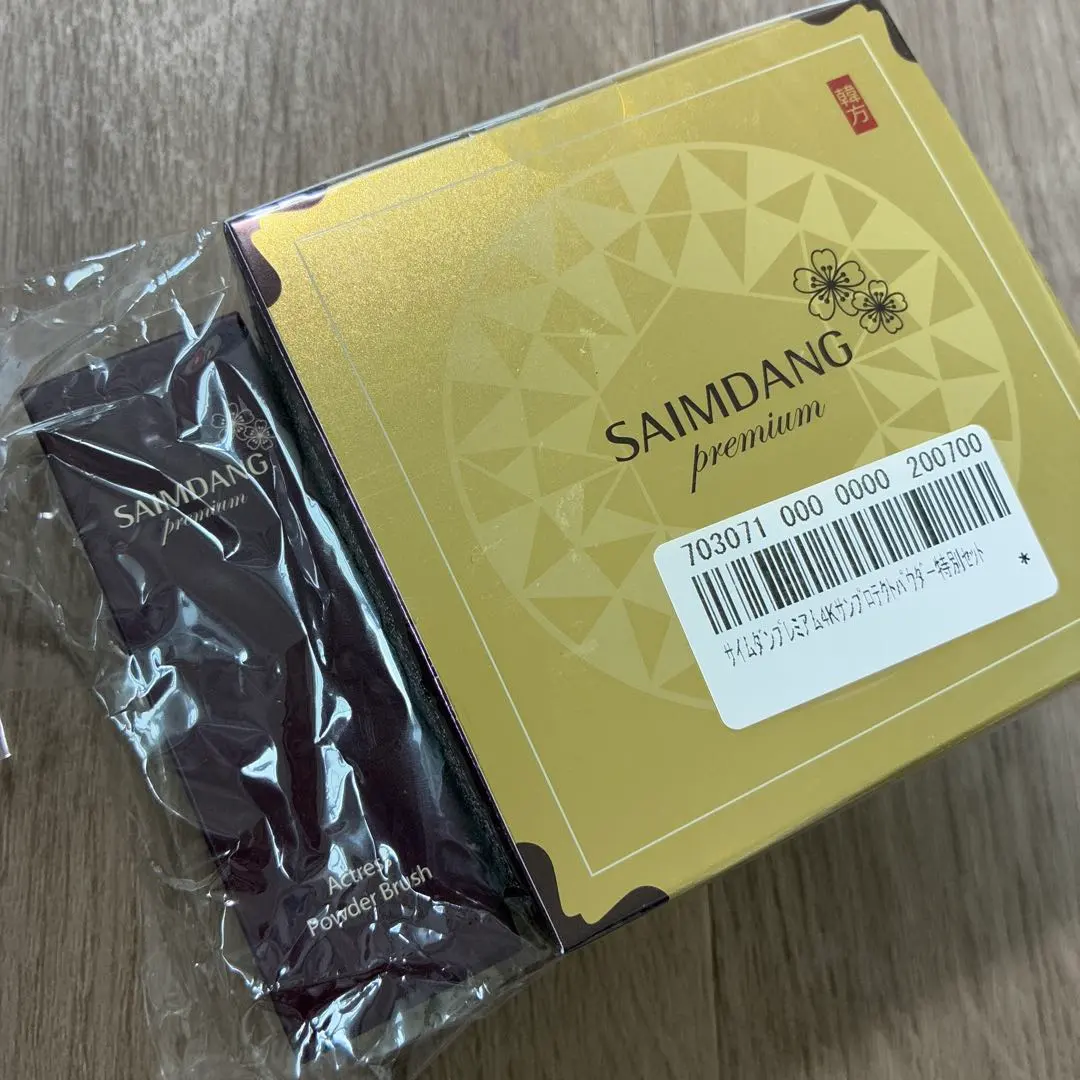 韓方
SAIMDANG
premium
703071 000 0000 200700
サイムダンプレミアム4Kサンプロテクトパウダー特別セット
*
SAIMDANG
premium
Actress
Powder Brush